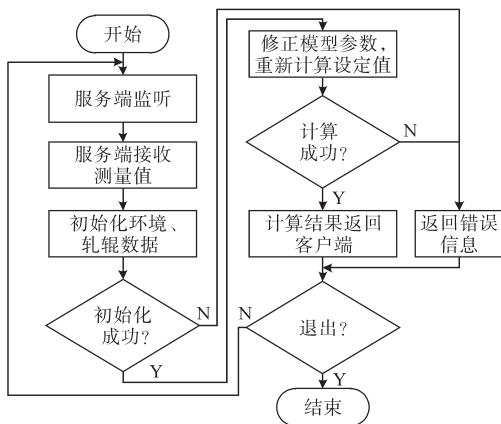 开始
服务端监听
服务端接收
测量值
初始化环境、
轧辊数据
初始化
成功？
N
Y
修正模型参数，
重新计算设定值
计算
成功？
N
Y
计算结果返回
客户端
返回错误
信息
退出？
N
Y
结束